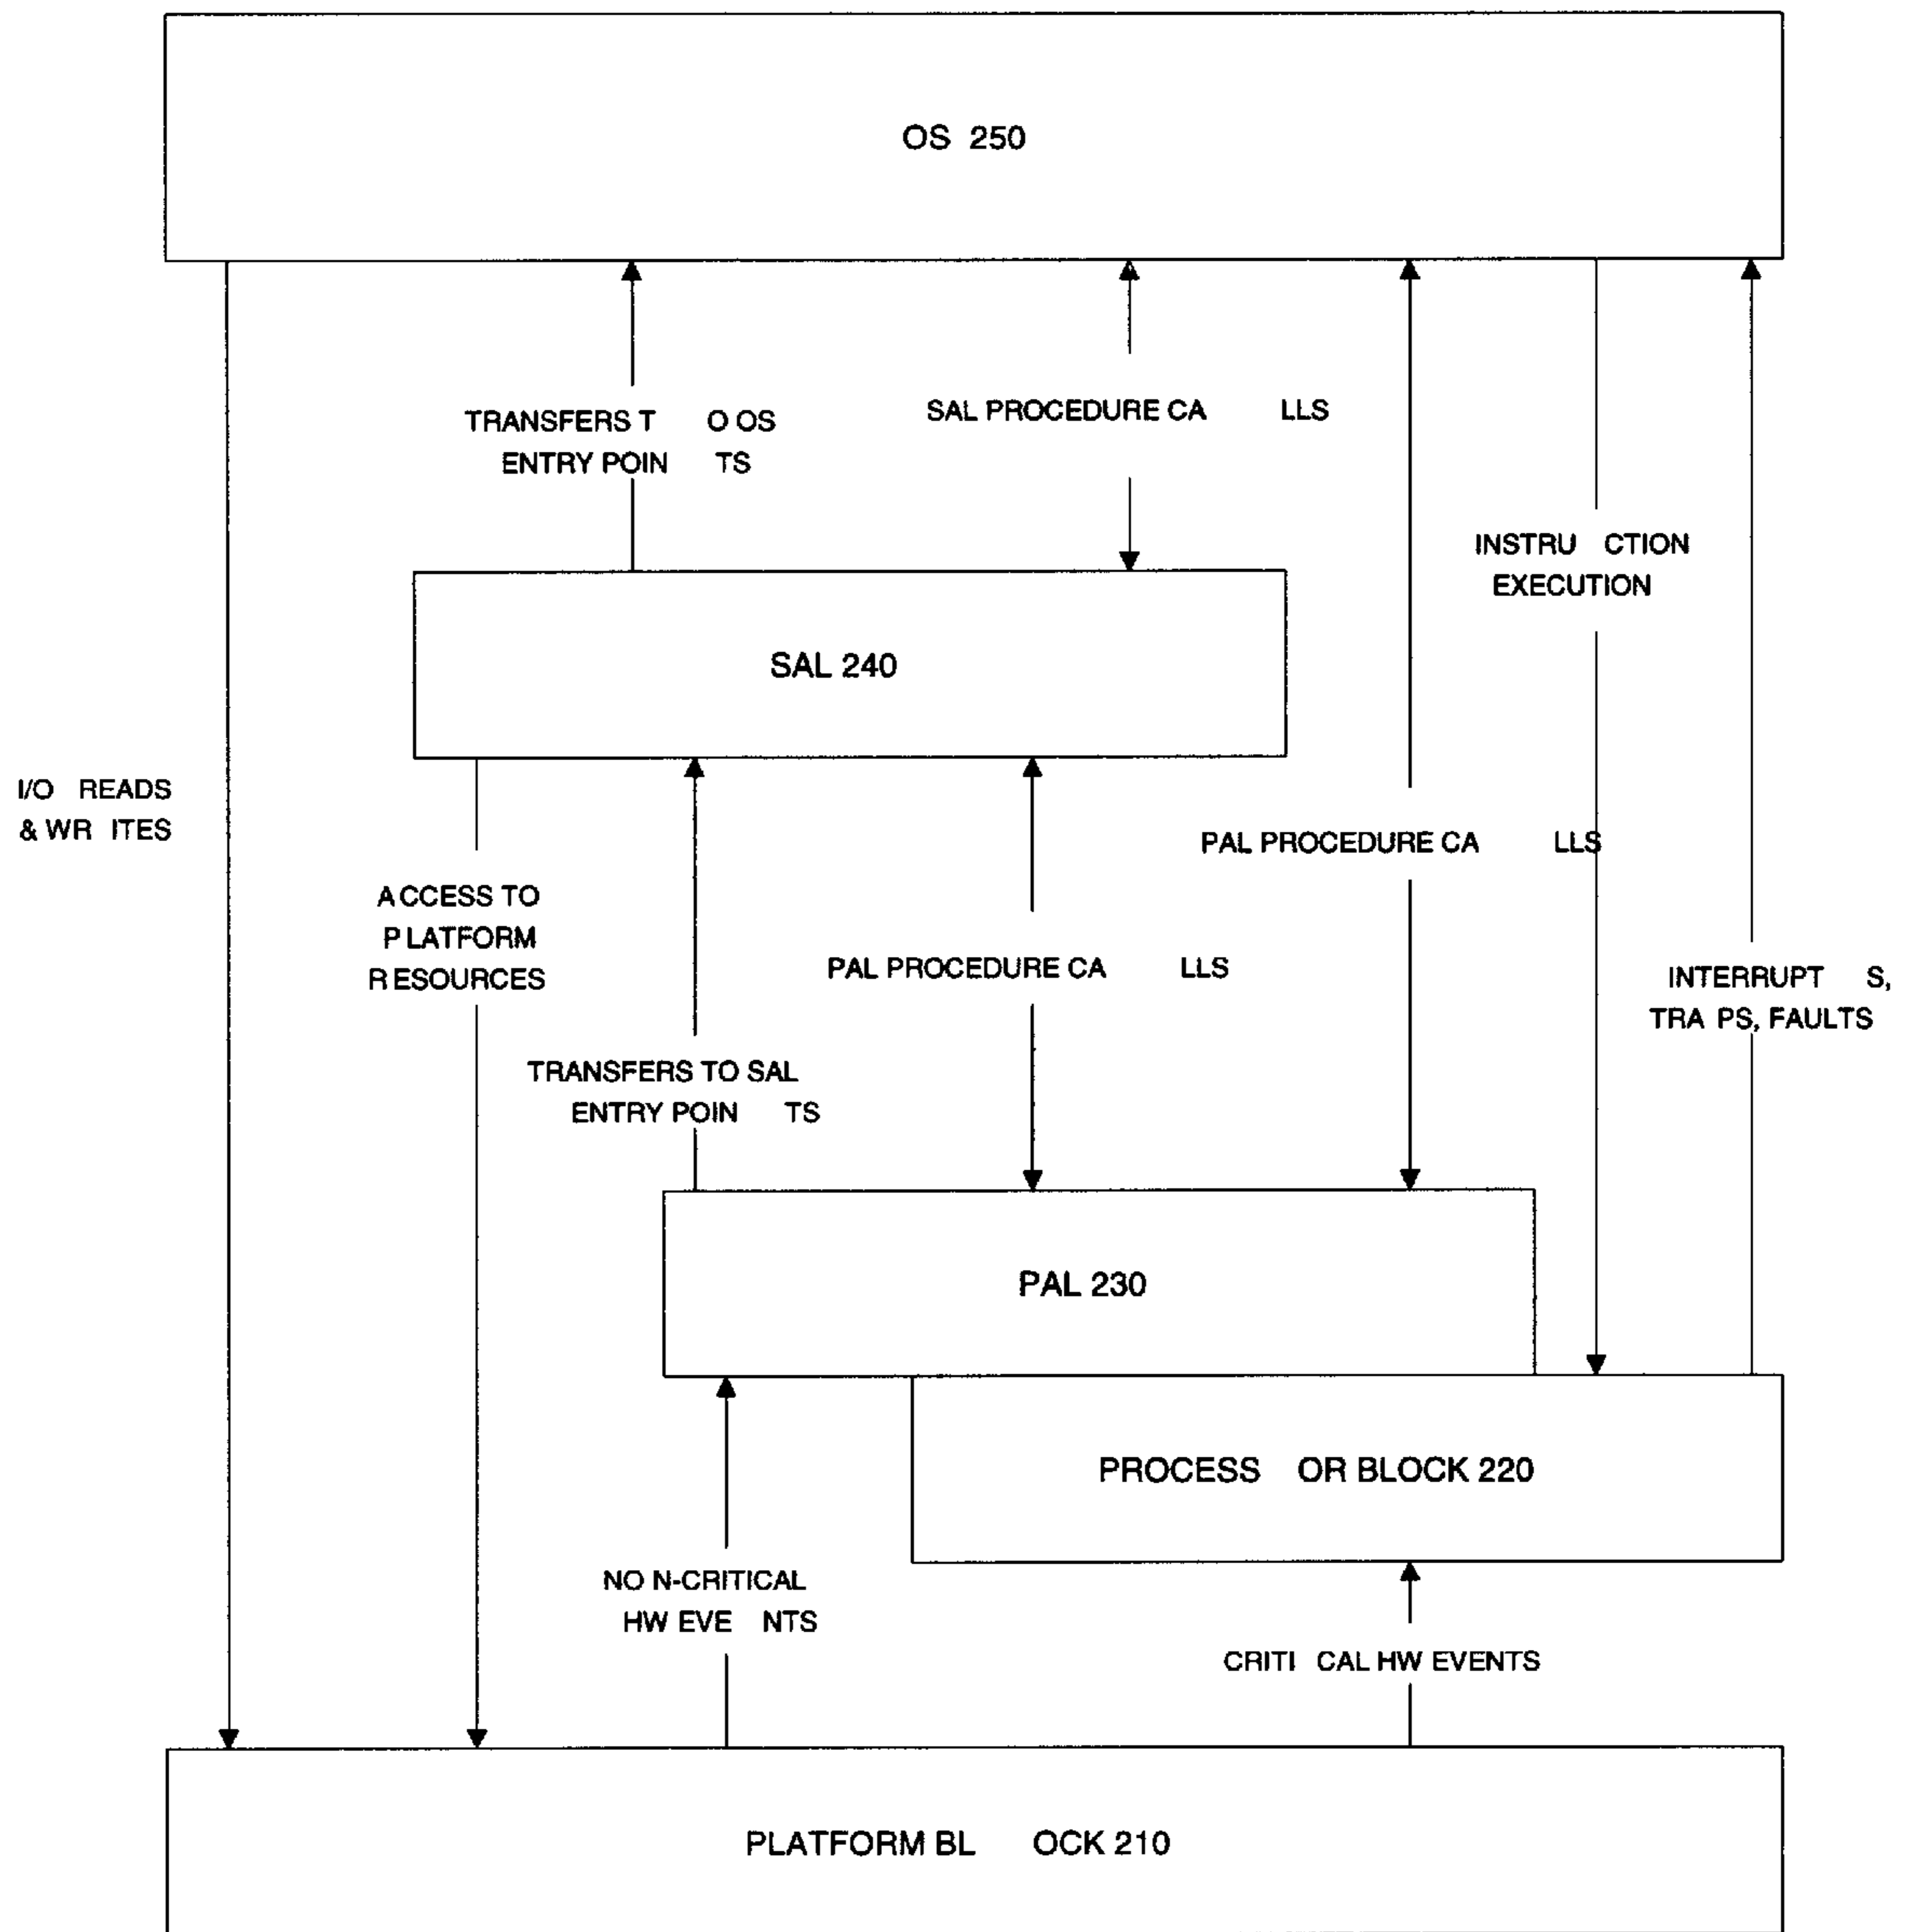 OS 250
TRANSFERS T O OS
ENTRY POIN TS
SAL PROCEDURE CA LLS
INSTRU CTION
EXECUTION
SAL 240
I/O READS
& WR ITES
PAL PROCEDURE CA LLS
A CCESS TO
P LATFORM
R ESOURCES
PAL PROCEDURE CA LLS
INTERRUPT S,
TRA PS, FAULTS
TRANSFERS TO SAL
ENTRY POIN TS
PAL 230
PROCESS OR BLOCK 220
NO N-CRITICAL
HW EVE NTS
CRITI CAL HW EVENTS
PLATFORM BL OCK 210